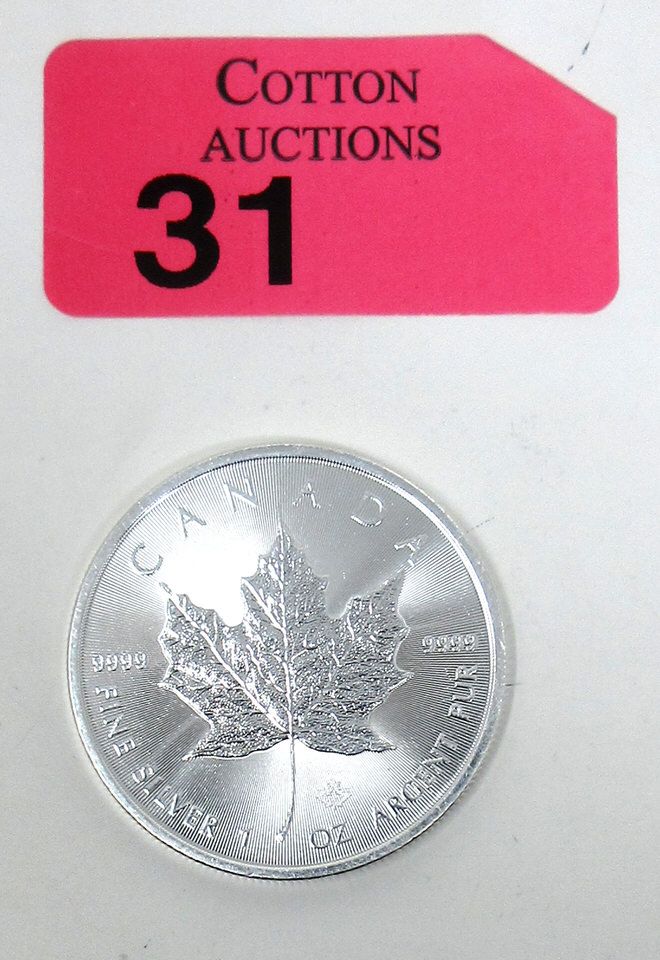 COTTON
AUCTIONS
31
CANADA
9999 9999
FINE SILVER 1 OZ ARGENT PUR